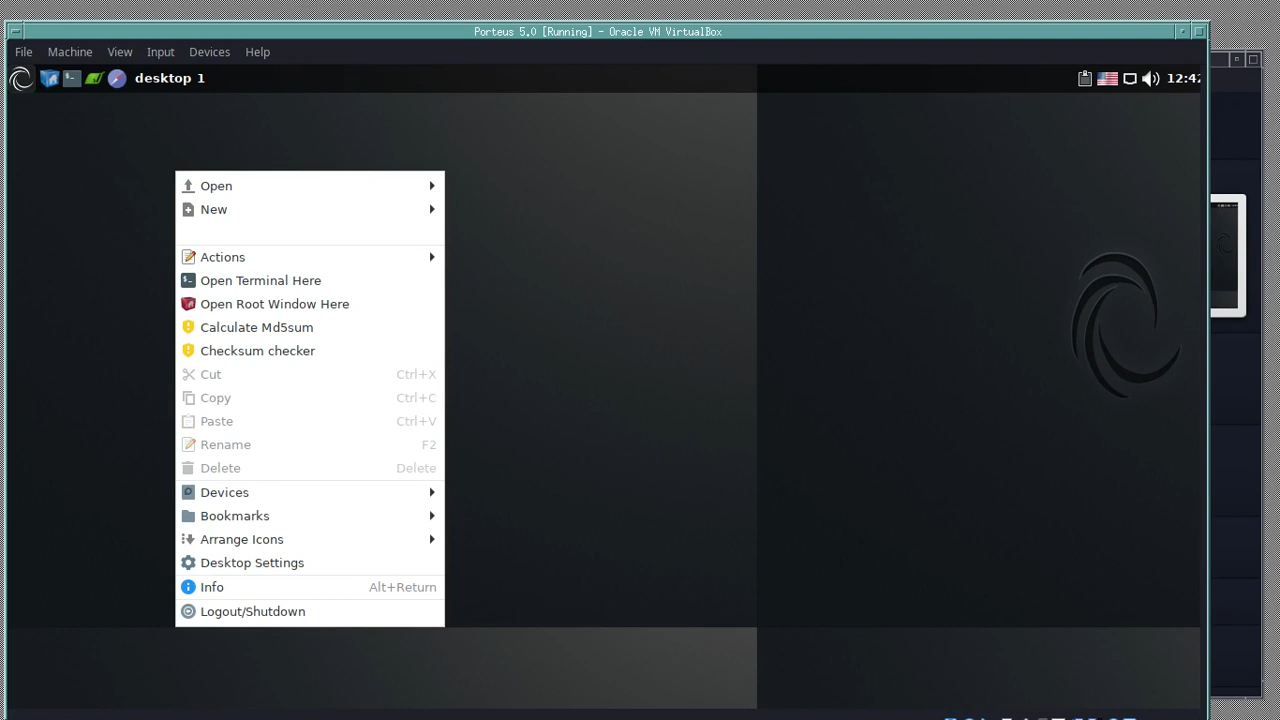 Porteus 5.0 [Running] - Oracle VM VirtualBox
File Machine View Input Devices Help
desktop 1
12:42
Open
New
Actions
Open Terminal Here
Open Root Window Here
Calculate Md5sum
Checksum checker
Cut Ctrl+X
Copy Ctrl+C
Paste Ctrl+V
Rename F2
Delete Delete
Devices
Bookmarks
Arrange Icons
Desktop Settings
Info Alt+Return
Logout/Shutdown